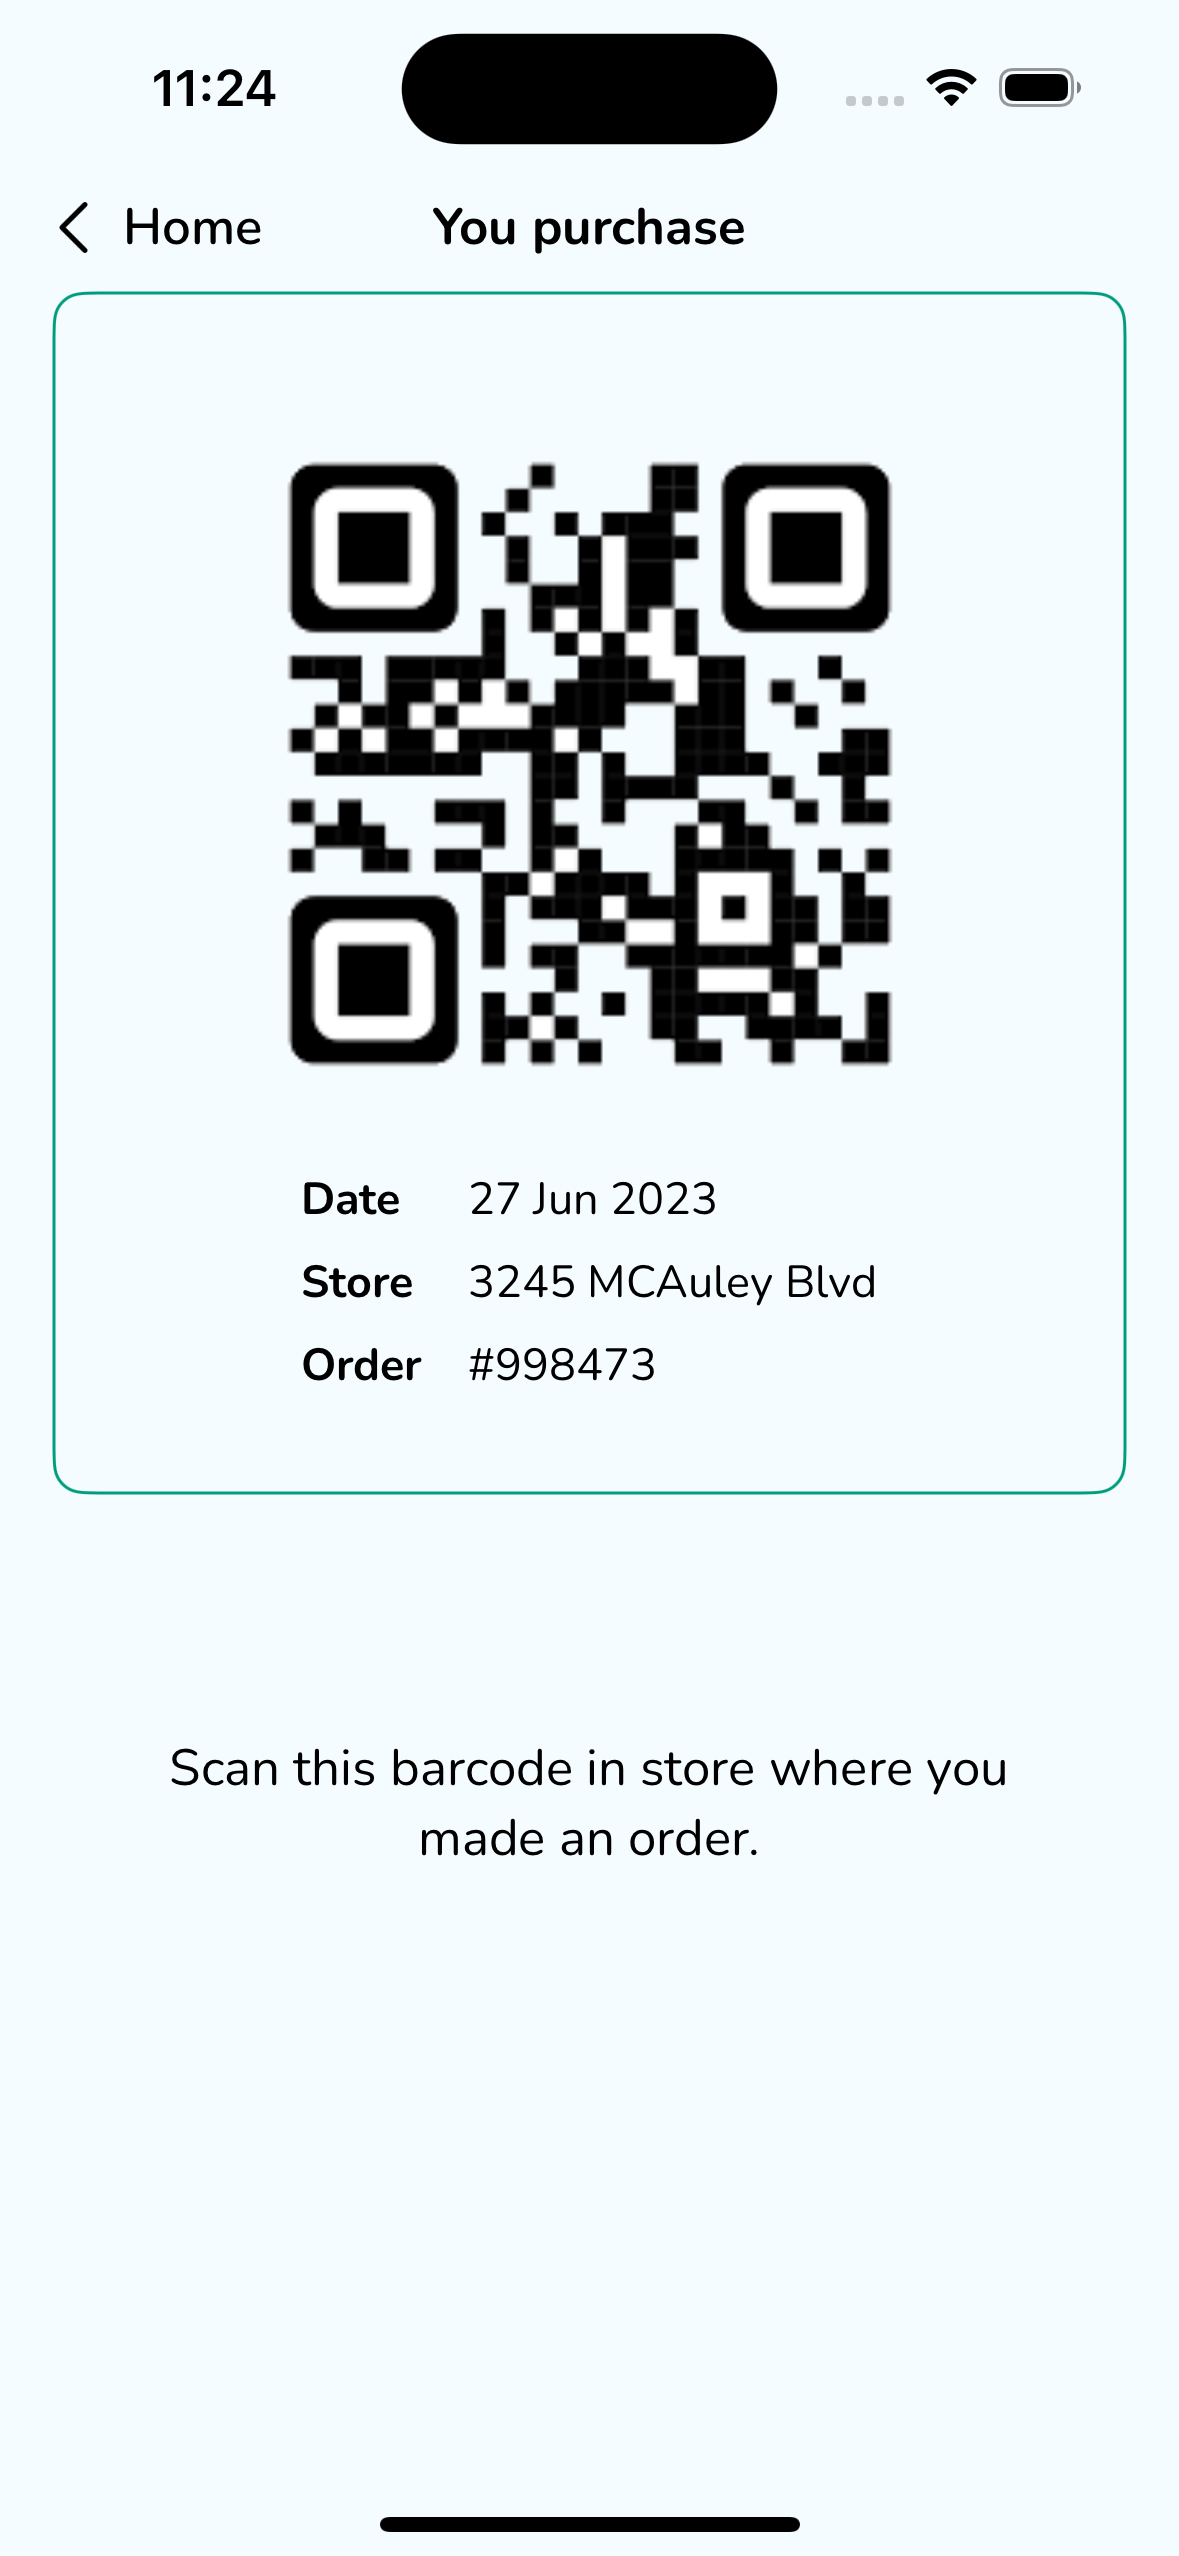 11:24
Home You purchase
Date 27 Jun 2023
Store 3245 MCAuley Blvd
Order #998473
Scan this barcode in store where you
made an order.